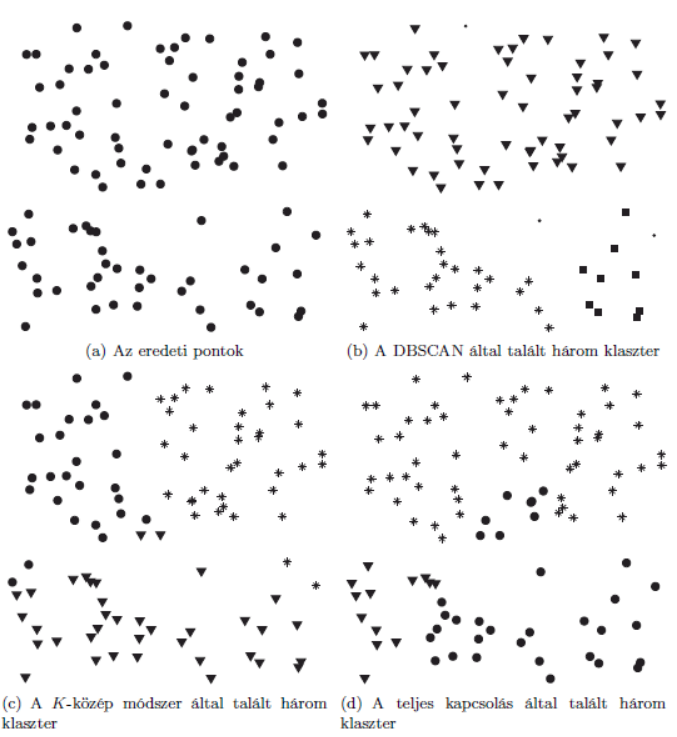 (a) Az eredeti pontok
(b) A DBSCAN által talált három klaszter
(c) A K-közép módszer által talált három
klaszter
(d) A teljes kapcsolás által talált három
klaszter